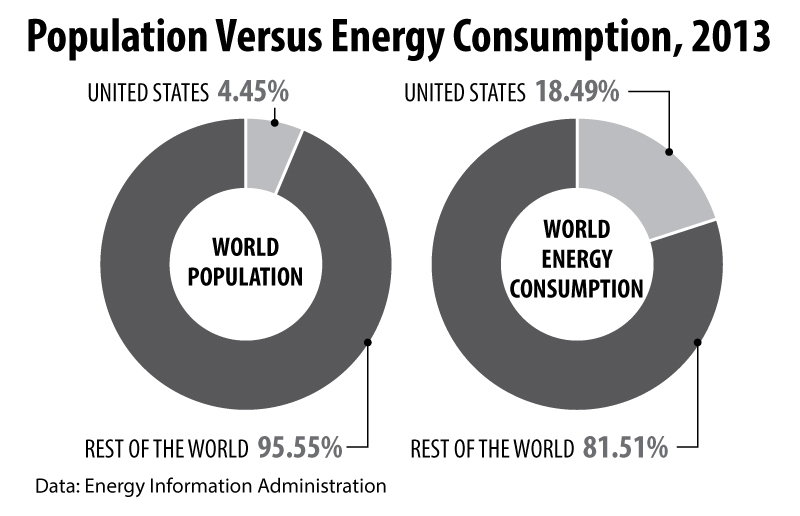 Population Versus Energy Consumption, 2013
UNITED STATES 4.45%
WORLD
POPULATION
REST OF THE WORLD 95.55%
UNITED STATES 18.49%
WORLD
ENERGY
CONSUMPTION
REST OF THE WORLD 81.51%
Data: Energy Information Administration